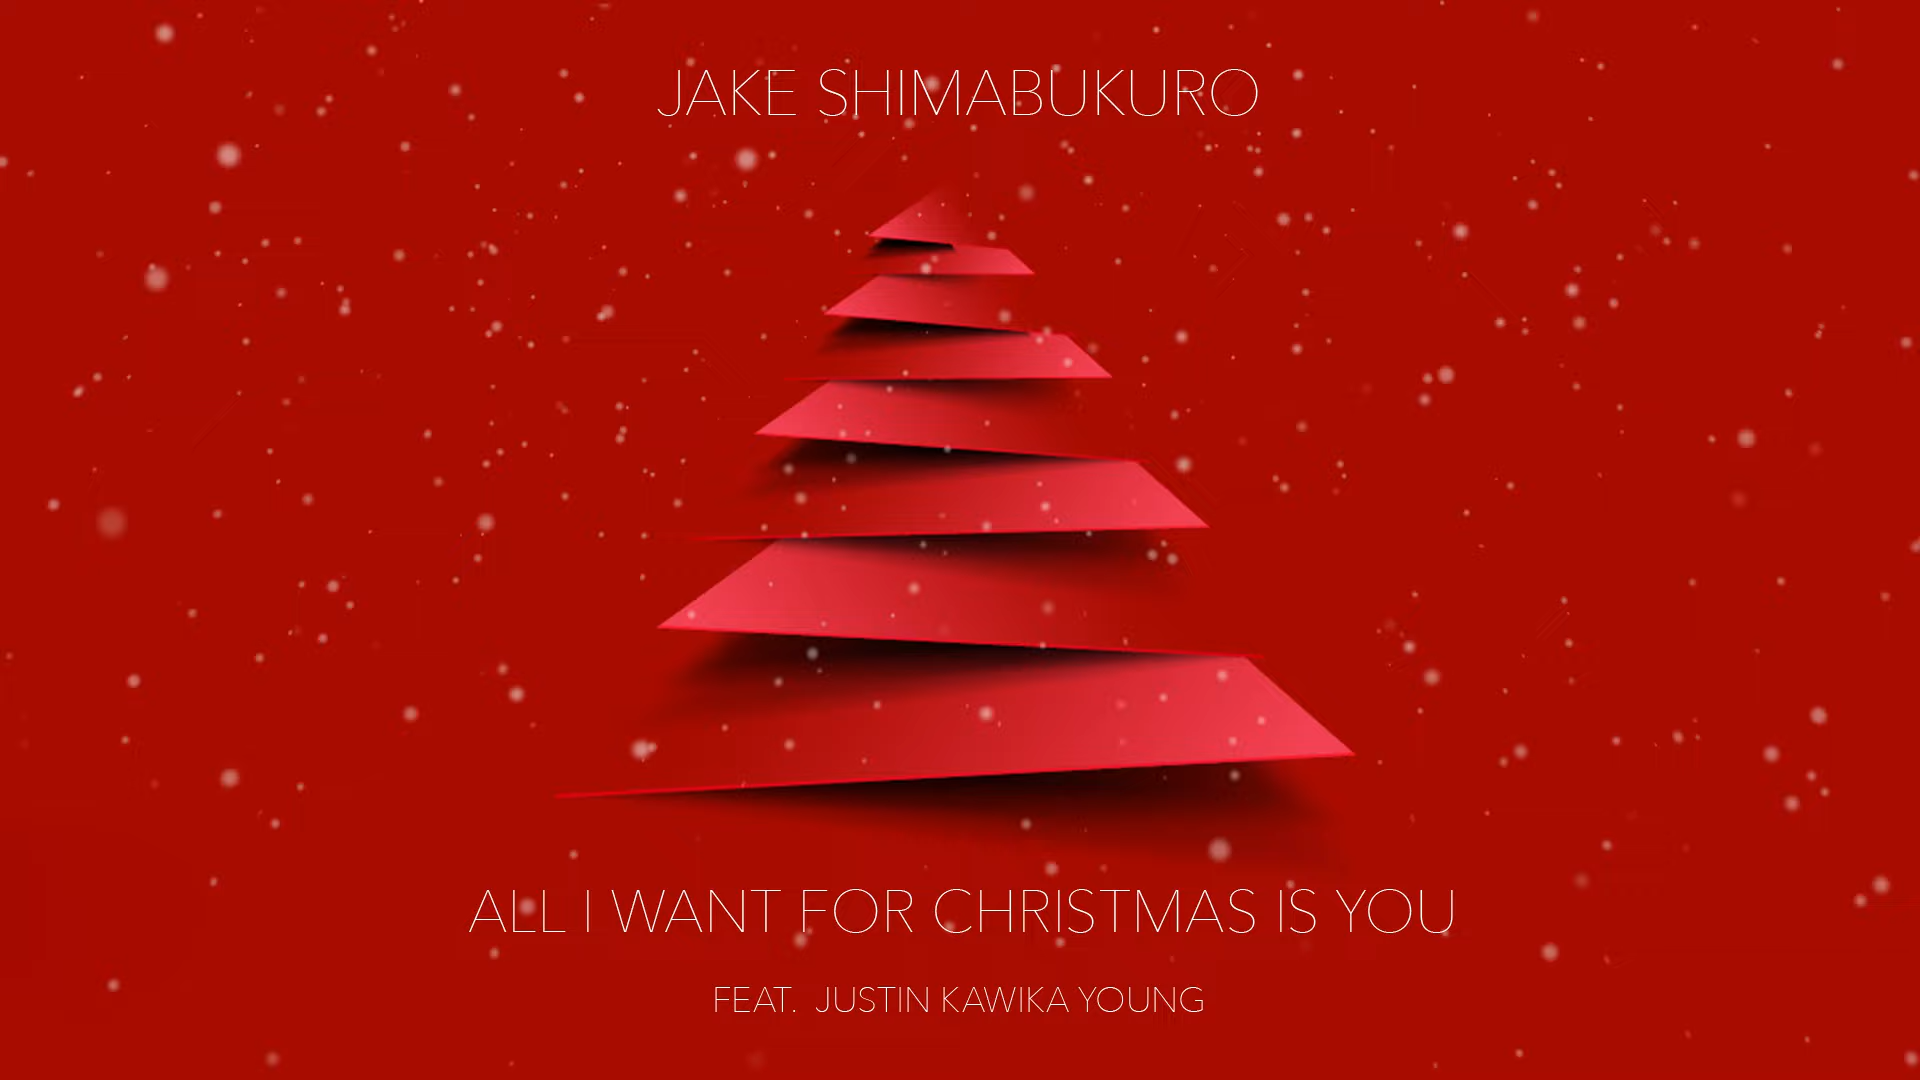 JAKE SHIMABUKURO
ALL I WANT FOR CHRISTMAS IS YOU
FEAT. JUSTIN KAWIKA YOUNG